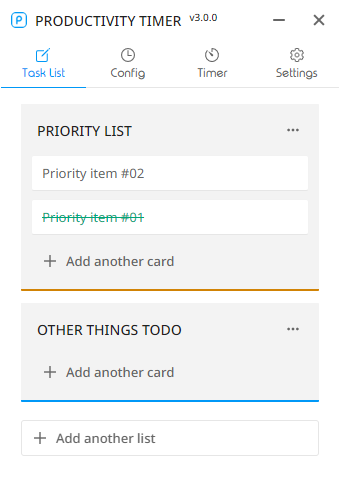 PRODUCTIVITY TIMER v3.0.0
Task List Config Timer Settings
PRIORITY LIST
Priority item #02
Priority item #01
Add another card
OTHER THINGS TODO
Add another card
Add another list